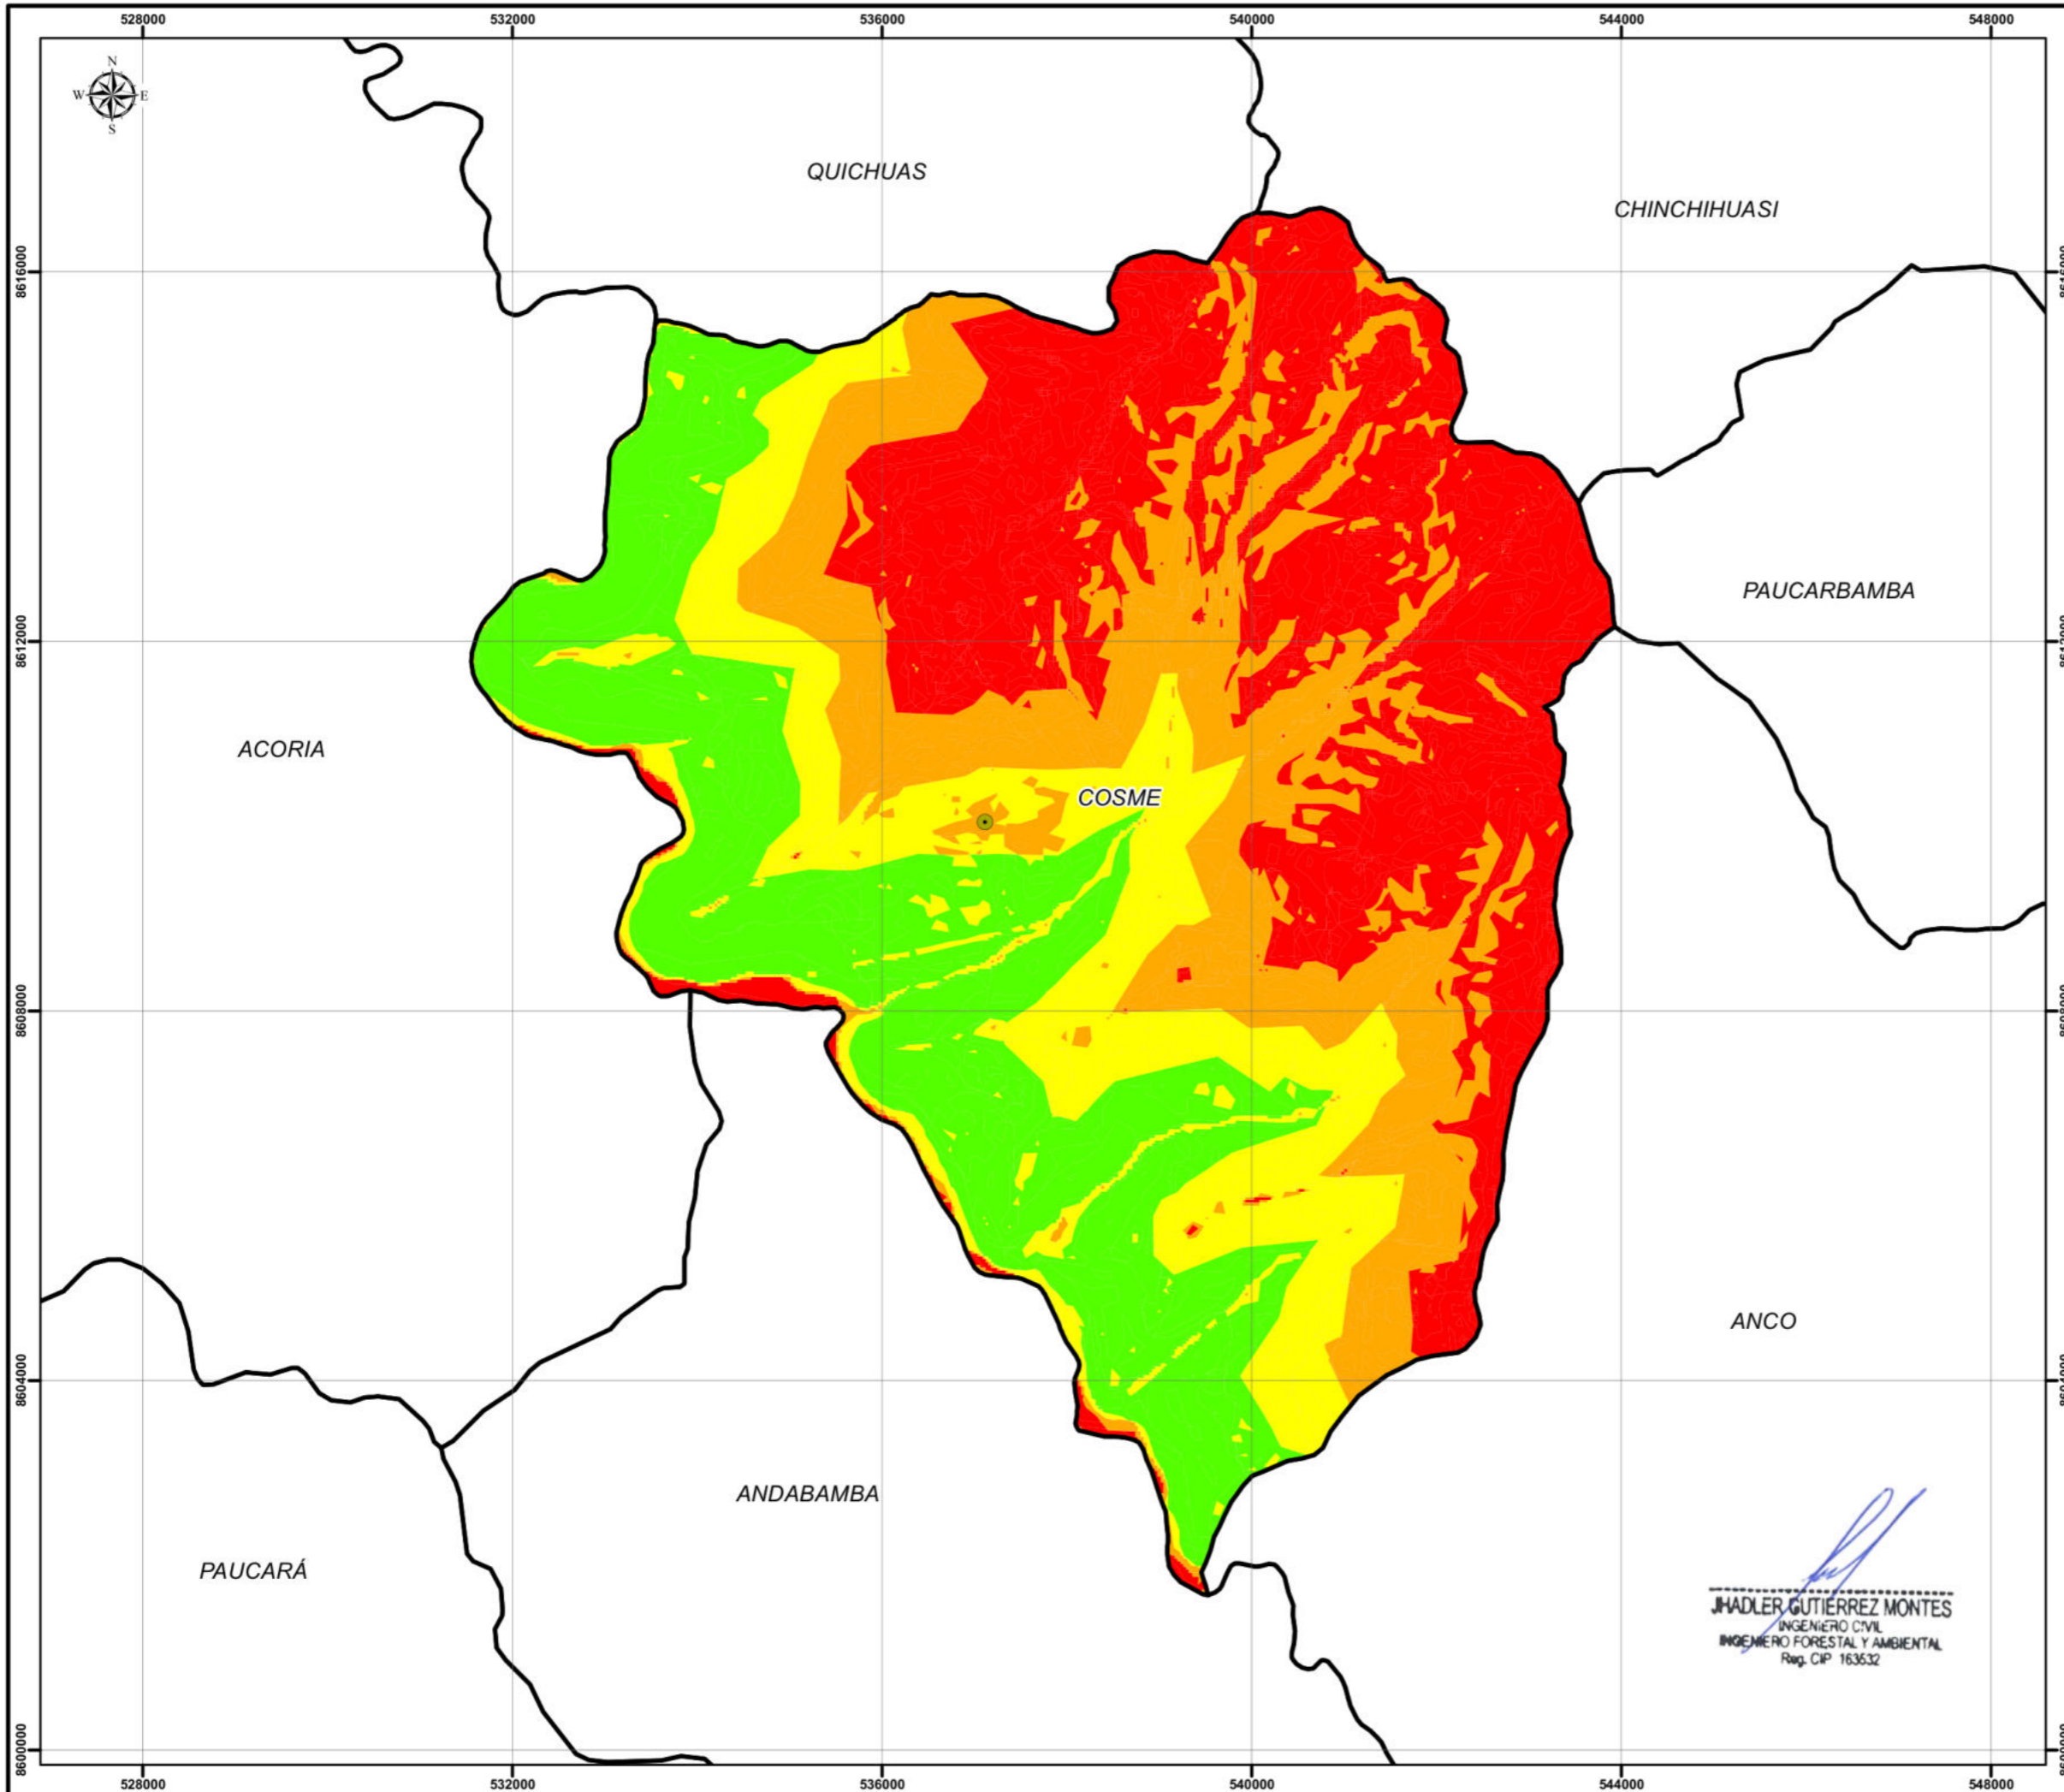 528000
532000
536000
540000
544000
548000
N
W
E
S
QUICHUAS
CHINCHIHUASI
8616000
PAUCARBAMBA
8612000
ACORIA
COSME
8608000
ANCO
8604000
ANDABAMBA
PAUCARÁ
JHADLER GUTIERREZ MONTES
INGENIERO CIVIL
INGENIERO FORESTAL Y AMBIENTAL
Reg. CIP 163532
8600000
528000
532000
536000
540000
544000
548000